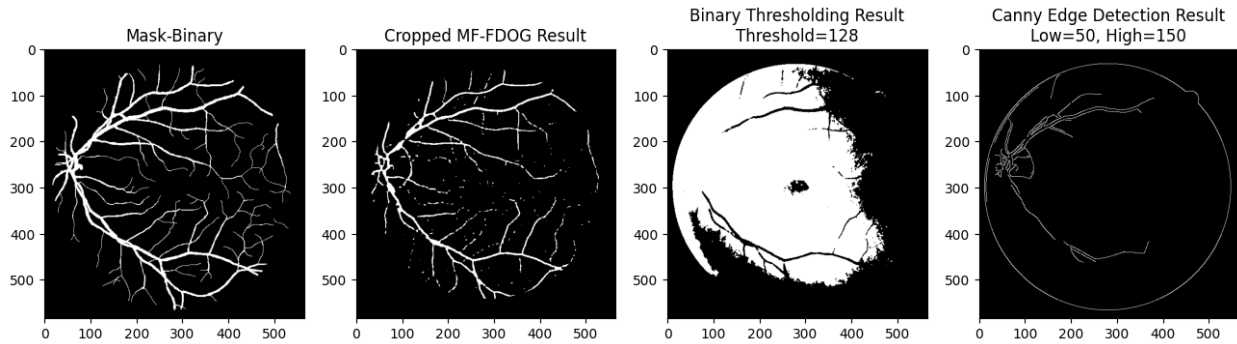 Mask-Binary
Cropped MF-FDOG Result
Binary Thresholding Result
Threshold=128
Canny Edge Detection Result
Low=50, High=150
0
100
200
300
400
500
0 100 200 300 400 500
0
100
200
300
400
500
0 100 200 300 400 500
0
100
200
300
400
500
0 100 200 300 400 500
0
100
200
300
400
500
0 100 200 300 400 500